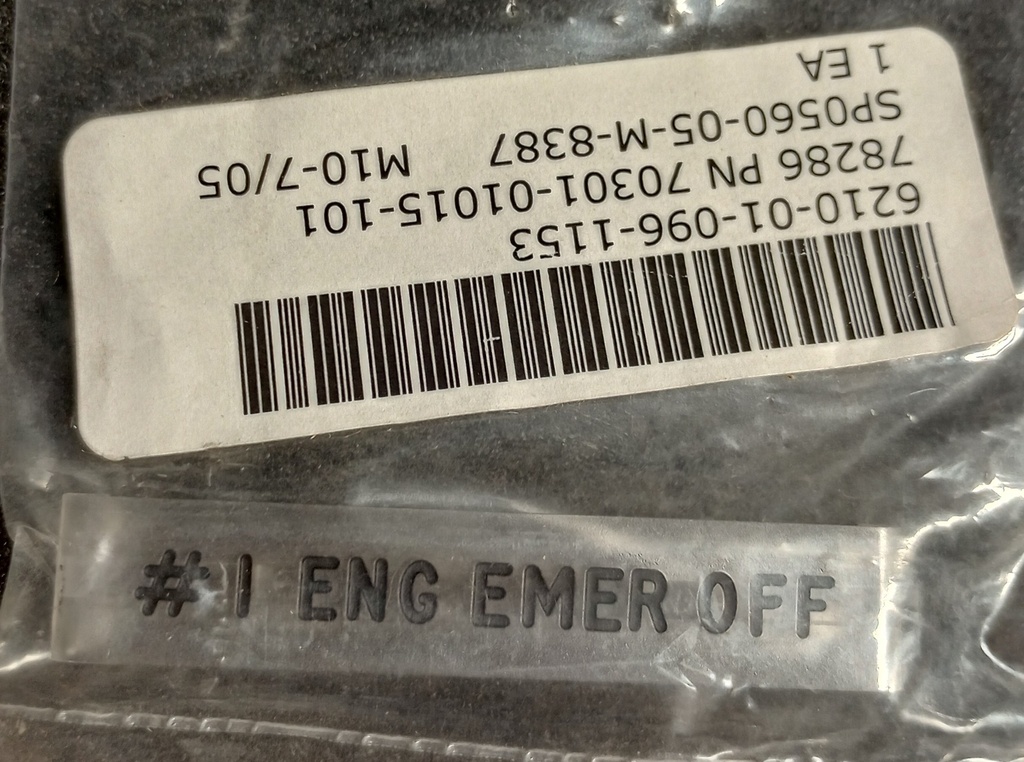 6210-01-096-1153
78286 PN 70301-01015-101
SP0560-05-M-8387 M10-7/05
1 EA
#1 ENG EMER OFF